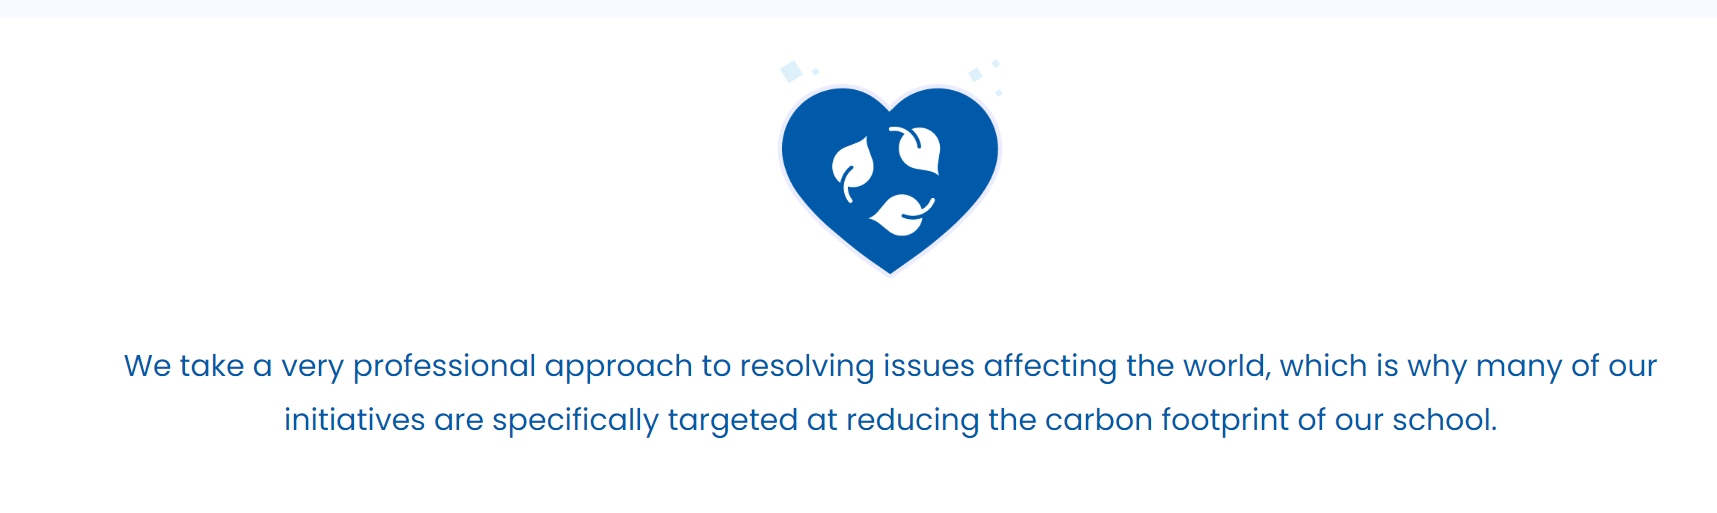 We take a very professional approach to resolving issues affecting the world, which is why many of our
initiatives are specifically targeted at reducing the carbon footprint of our school.